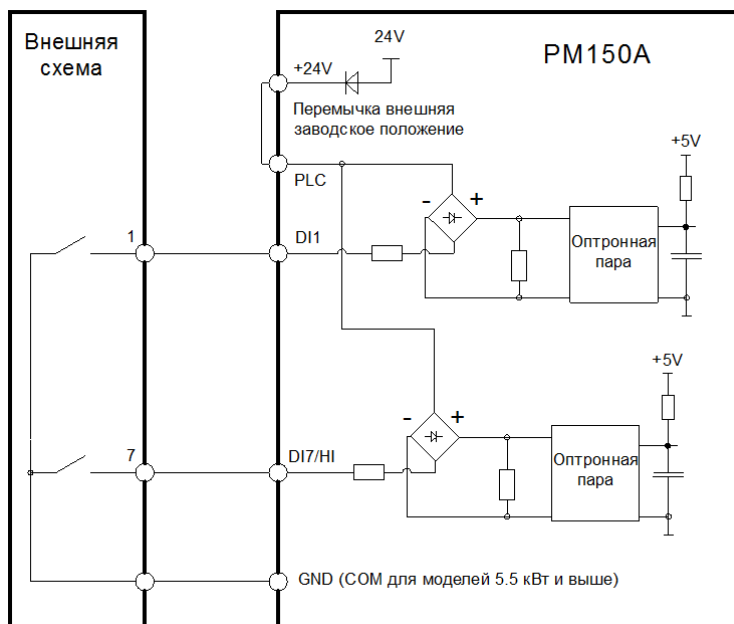 Внешняя
схема
PM150A
24V
+24V
Перемычка внешняя
заводское положение
PLC
+5V
- +
1
DI1
Оптронная
пара
+5V
- +
7
DI7/HI
Оптронная
пара
GND (COM для моделей 5.5 кВт и выше)